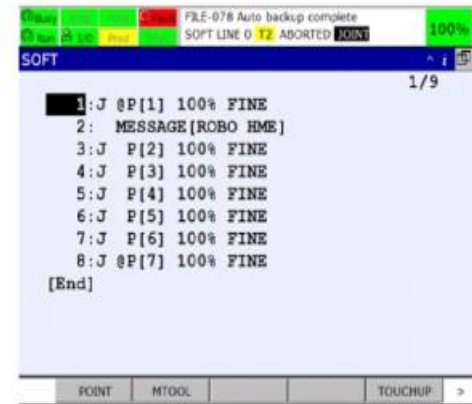 Busy
Fault
FILE-078 Auto backup complete
Run I/O Prod
SOFT LINE 0 T2 ABORTED JOINT
100%
SOFT
1/9
1:J @P[1] 100% FINE
2: MESSAGE[ROBO HME]
3:J P[2] 100% FINE
4:J P[3] 100% FINE
5:J P[4] 100% FINE
6:J P[5] 100% FINE
7:J P[6] 100% FINE
8:J @P[7] 100% FINE
[End]
POINT MTOOL TOUCHUP >